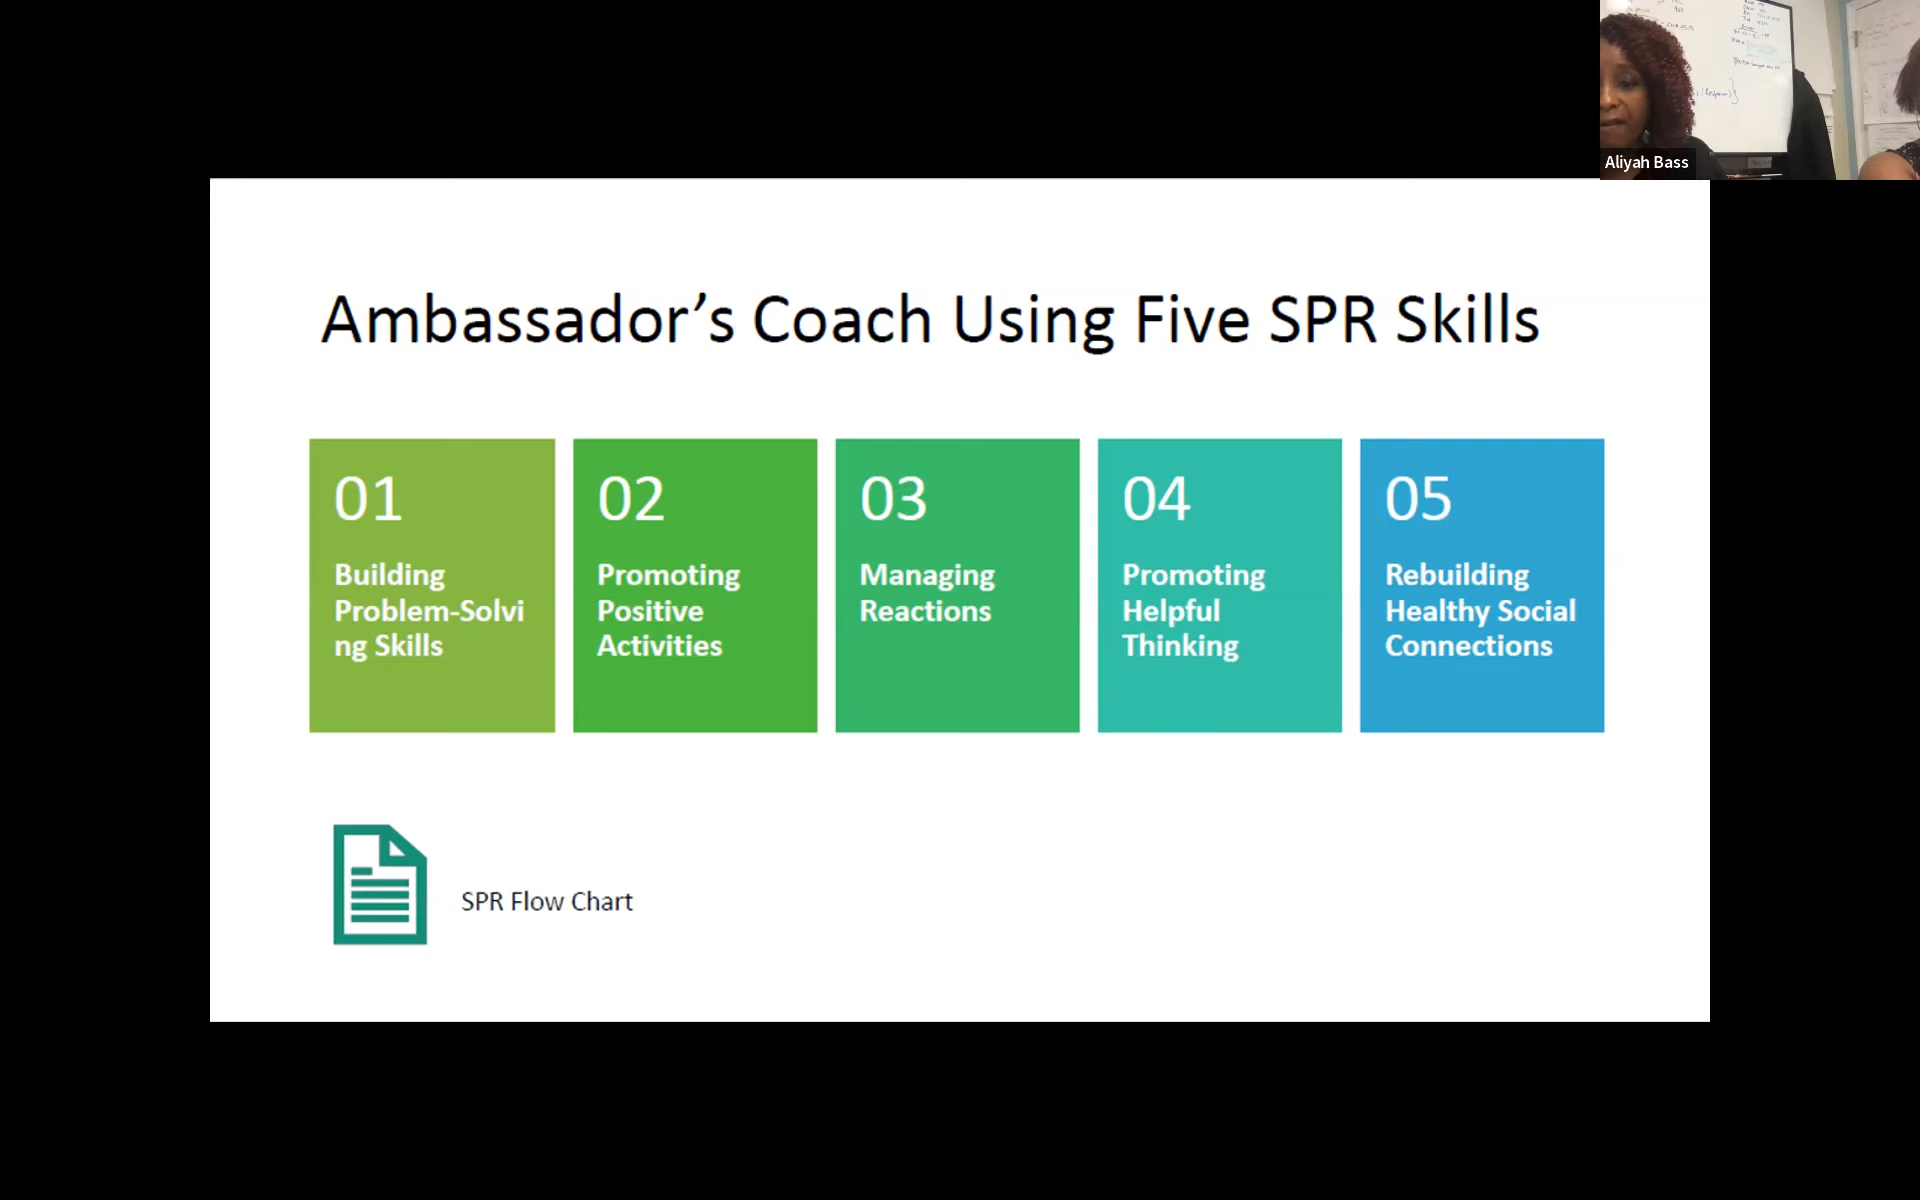 Aliyah Bass
Ambassador’s Coach Using Five SPR Skills
01
Building
Problem-Solvi
ng Skills
02
Promoting
Positive
Activities
03
Managing
Reactions
04
Promoting
Helpful
Thinking
05
Rebuilding
Healthy Social
Connections
SPR Flow Chart